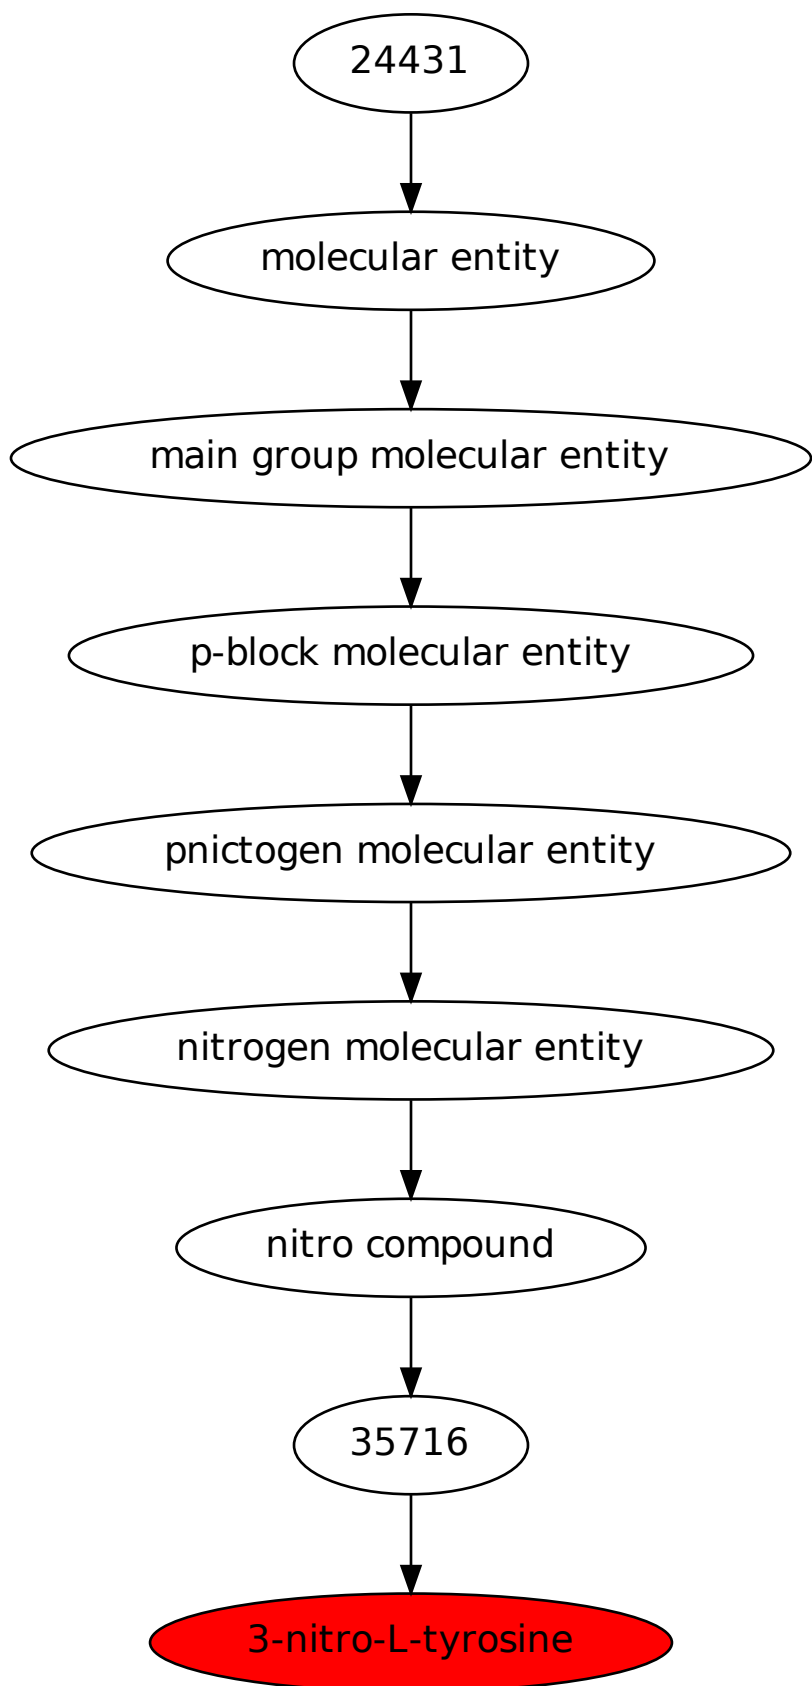 24431
molecular entity
main group molecular entity
p-block molecular entity
pnictogen molecular entity
nitrogen molecular entity
nitro compound
35716
3-nitro-L-tyrosine